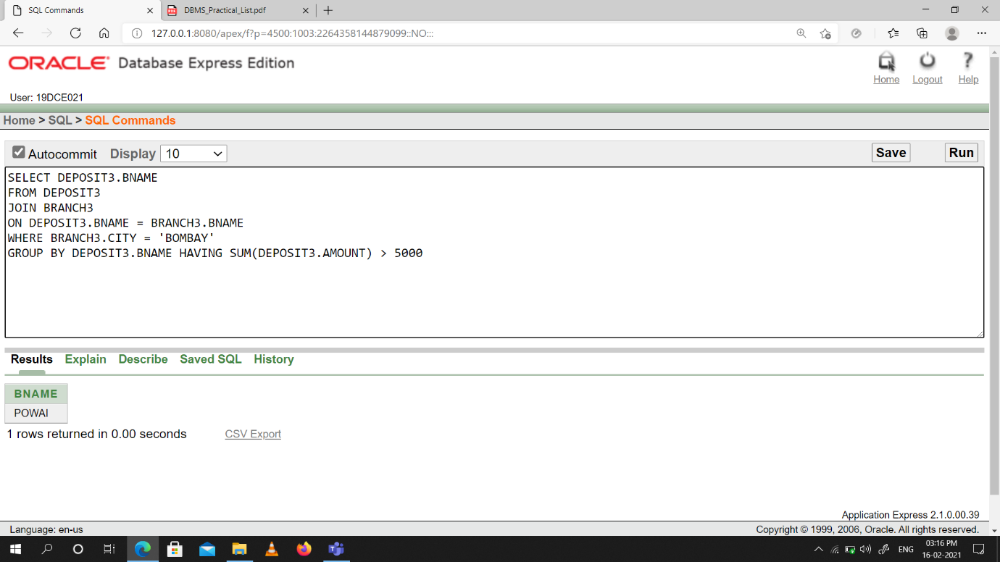 SQL Commands
DBMS_Practical_List.pdf
127.0.0.1:8080/apex/f?p=4500:1003:2264358144879099::NO:::
ORACLE Database Express Edition
Home Logout Help
User: 19DCE021
Home > SQL > SQL Commands
Autocommit Display 10 Save Run
SELECT DEPOSIT3.BNAME
FROM DEPOSIT3
JOIN BRANCH3
ON DEPOSIT3.BNAME = BRANCH3.BNAME
WHERE BRANCH3.CITY = 'BOMBAY'
GROUP BY DEPOSIT3.BNAME HAVING SUM(DEPOSIT3.AMOUNT) > 5000
Results Explain Describe Saved SQL History
BNAME
POWAI
1 rows returned in 0.00 seconds CSV Export
Application Express 2.1.0.00.39
Language: en-us Copyright © 1999, 2006, Oracle. All rights reserved.
ENG
03:16 PM
16-02-2021